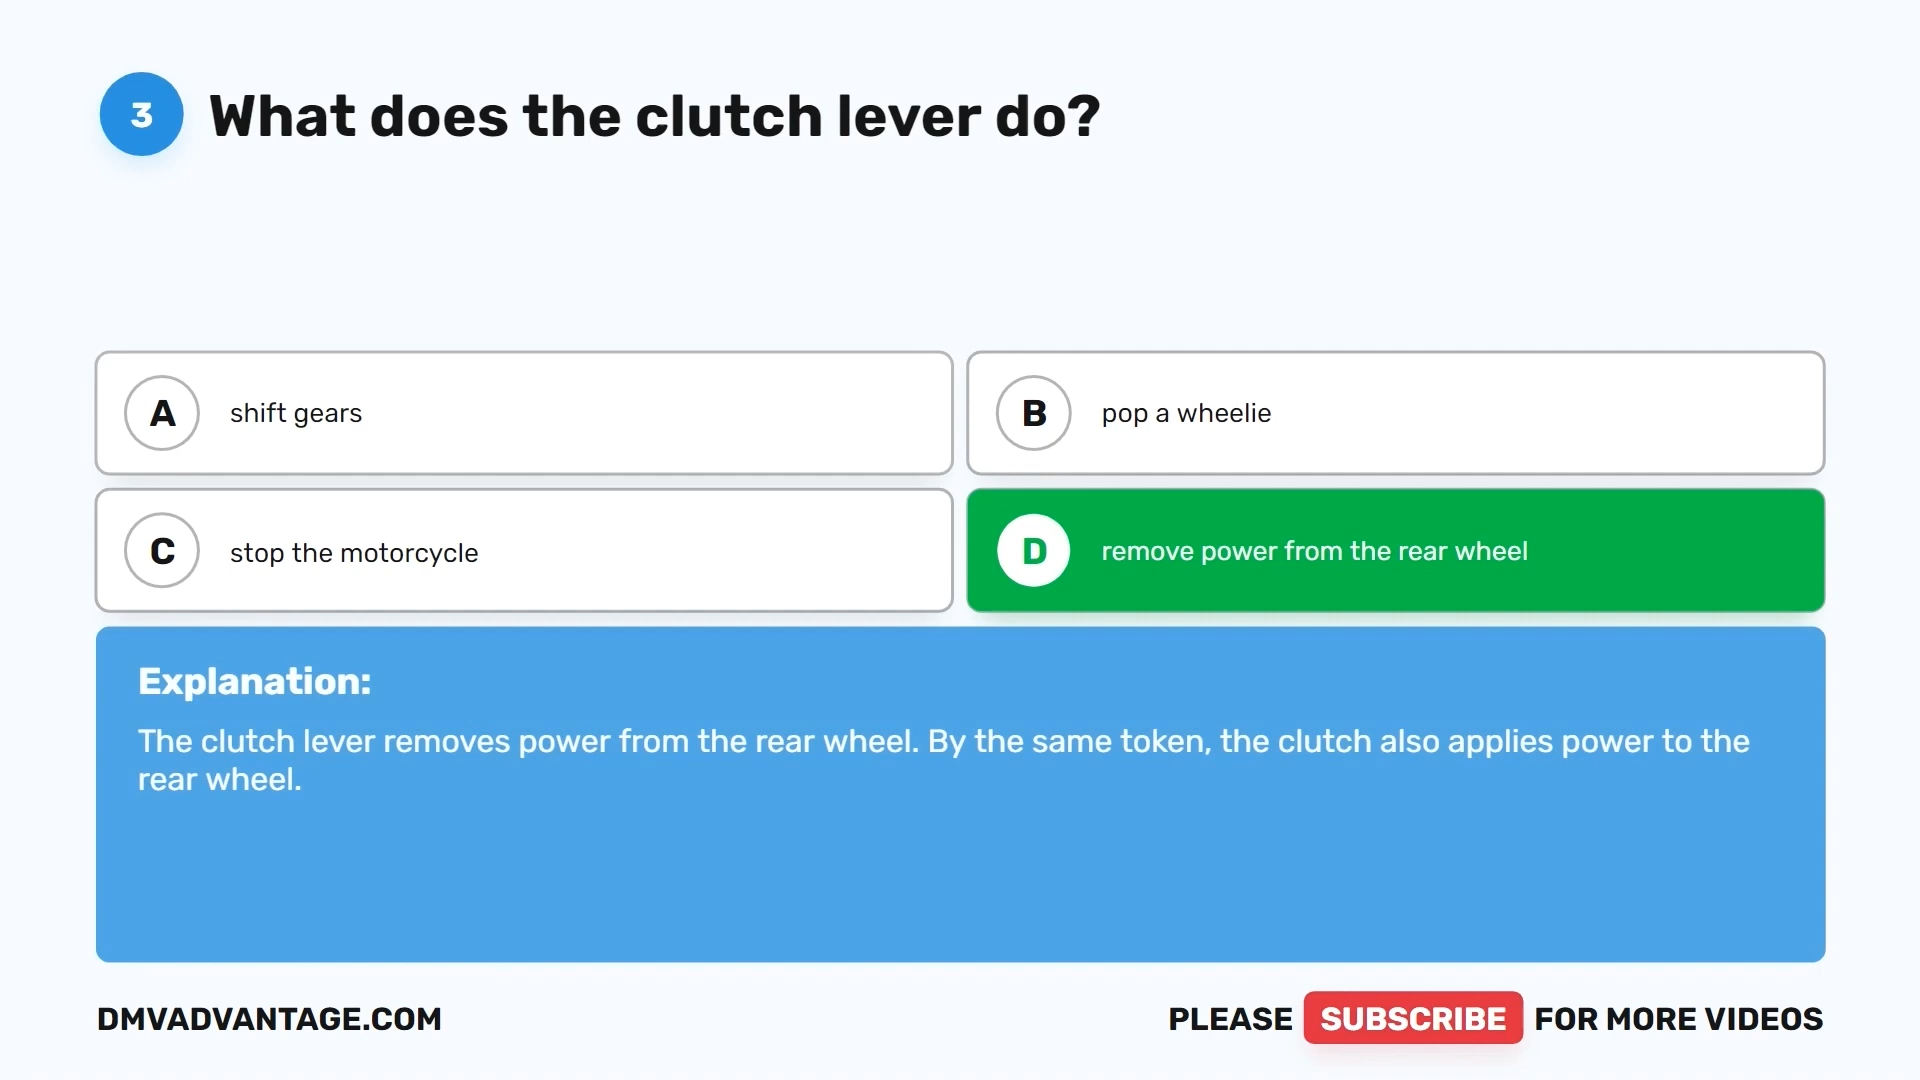 3
What does the clutch lever do?
A
shift gears
B
pop a wheelie
C
stop the motorcycle
D
remove power from the rear wheel
Explanation:
The clutch lever removes power from the rear wheel. By the same token, the clutch also applies power to the
rear wheel.
DMVADVANTAGE.COM
PLEASE SUBSCRIBE FOR MORE VIDEOS